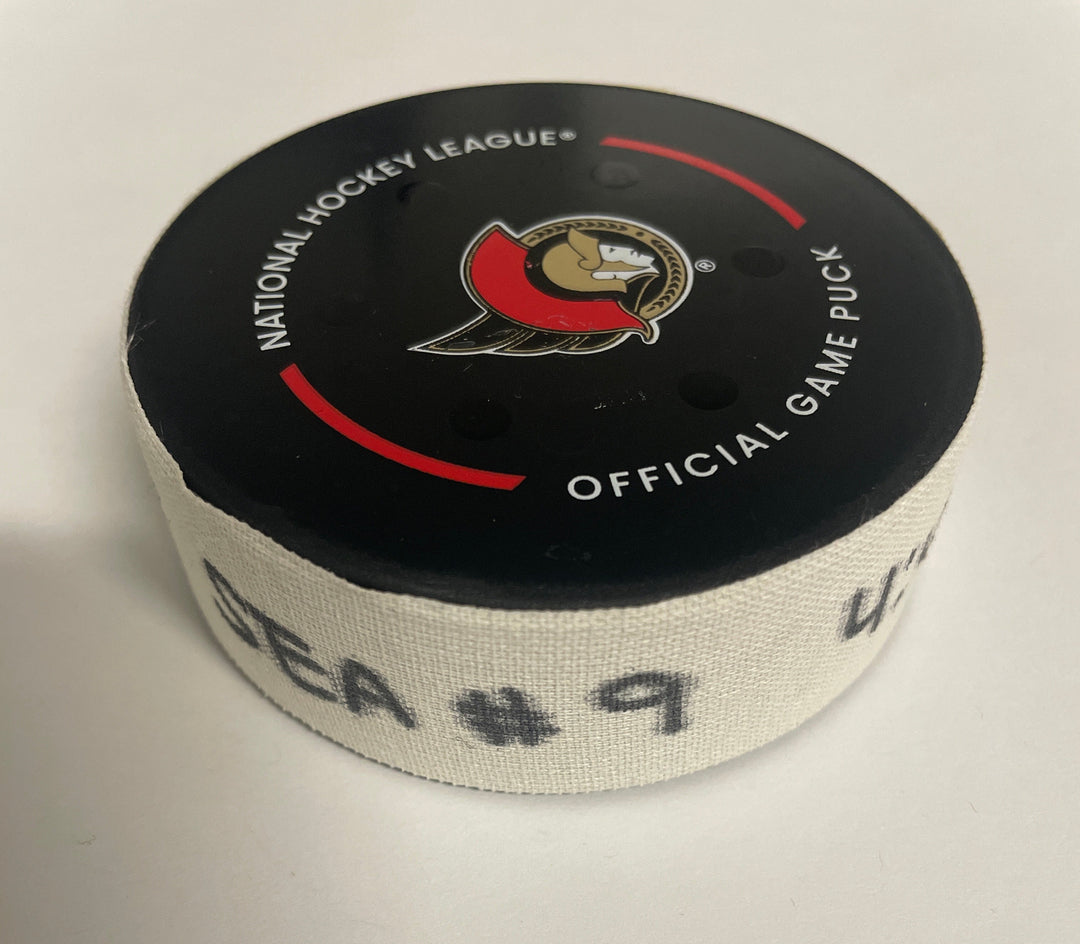 NATIONAL HOCKEY LEAGUE®
®
OFFICIAL GAME PUCK
SEA # 9